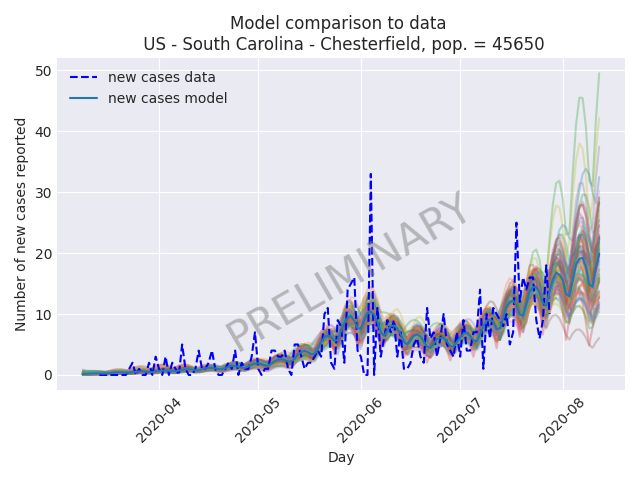 Model comparison to data
US - South Carolina - Chesterfield, pop. = 45650
new cases data
new cases model
Number of new cases reported
50
40
30
20
10
0
PRELIMINARY
2020-04
2020-05
2020-06
2020-07
2020-08
Day